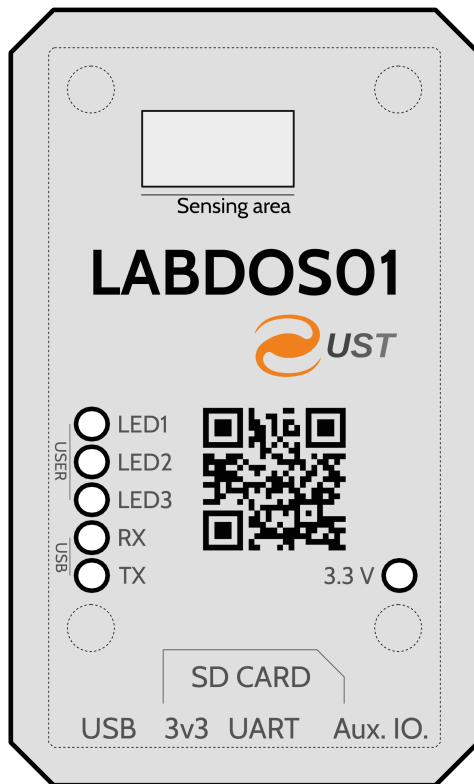 Sensing area
LABDOS01
UST
USER
LED1
LED2
LED3
USB
RX
TX
3.3 V
SD CARD
USB 3v3 UART Aux. IO.